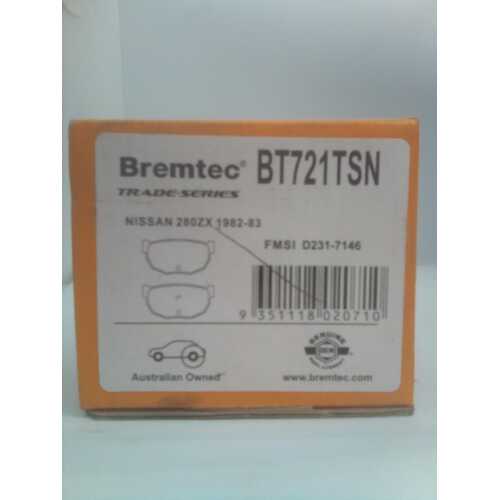 Bremtec® BT721TSN
TRADE-SERIES
NISSAN 280ZX 1982-83
FMSI D231-7146
9 351118 020710
GENUINE
Australian Owned
www.bremtec.com